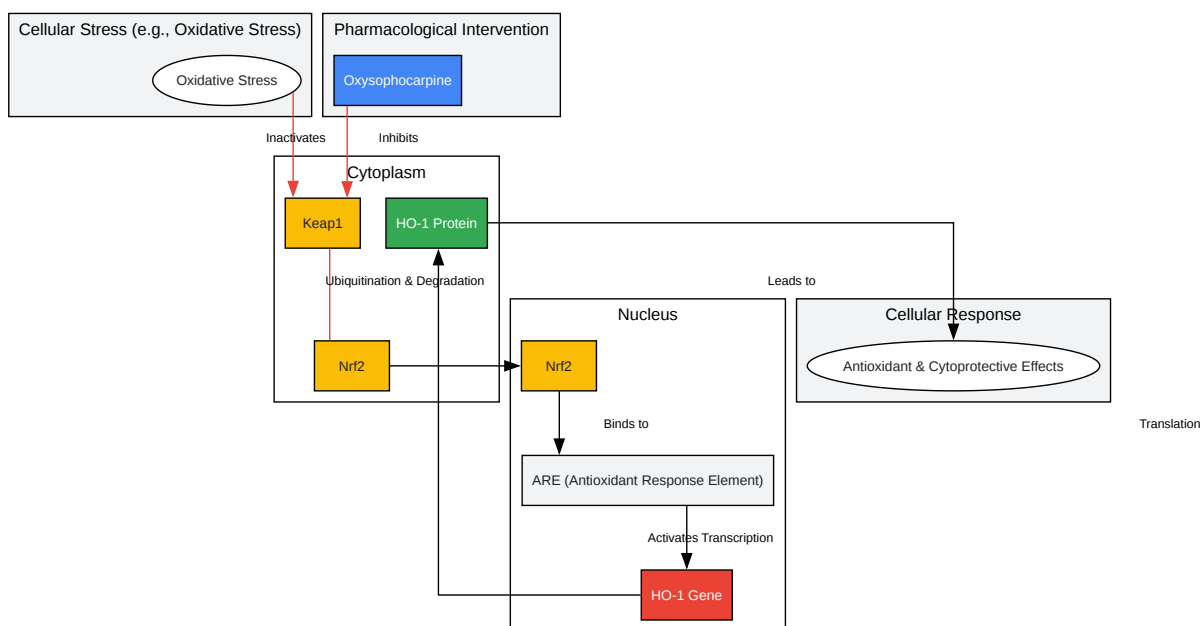 Cellular Stress (e.g., Oxidative Stress)
Pharmacological Intervention
Oxidative Stress
Oxysophocarpine
Inactivates
Inhibits
Cytoplasm
Keap1
HO-1 Protein
Ubiquitination & Degradation
Leads to
Nucleus
Cellular Response
Nrf2
Nrf2
Antioxidant & Cytoprotective Effects
Binds to
Translation
ARE (Antioxidant Response Element)
Activates Transcription
HO-1 Gene